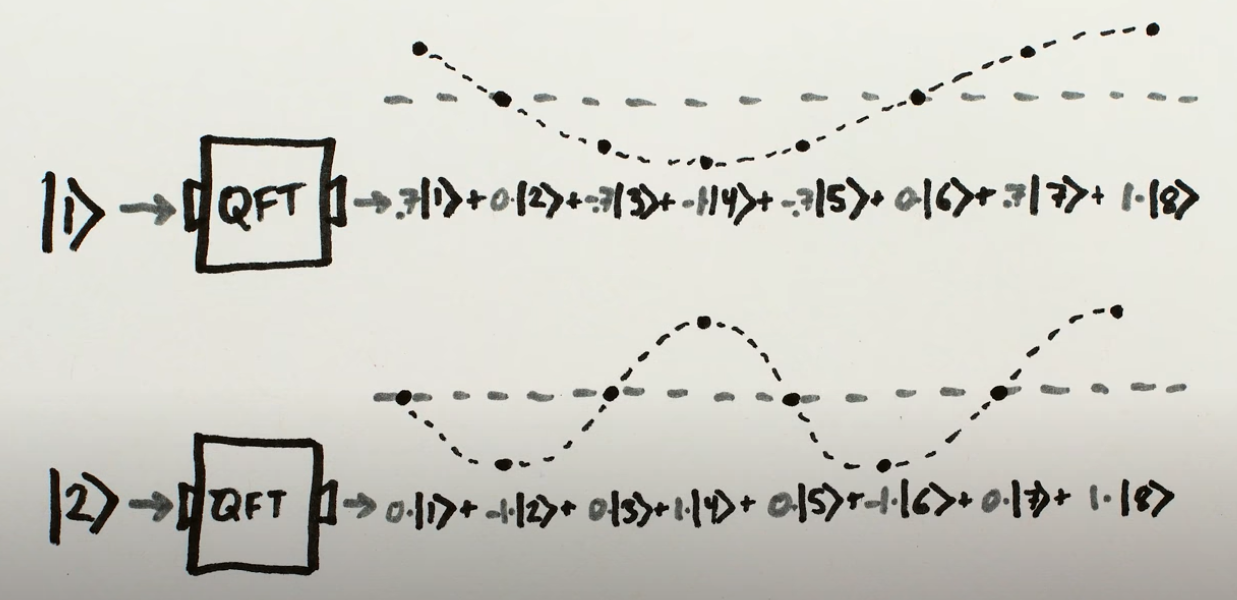 |1⟩ → QFT → .7|1⟩+ 0·|2⟩+-.7|3⟩+ -1·|4⟩+ -.7|5⟩+ 0·|6⟩+ .7|7⟩+ 1·|8⟩
|2⟩ → QFT → 0·|1⟩+ -1·|2⟩+ 0·|3⟩+ 1·|4⟩+ 0·|5⟩+ -1·|6⟩+ 0·|7⟩+ 1·|8⟩